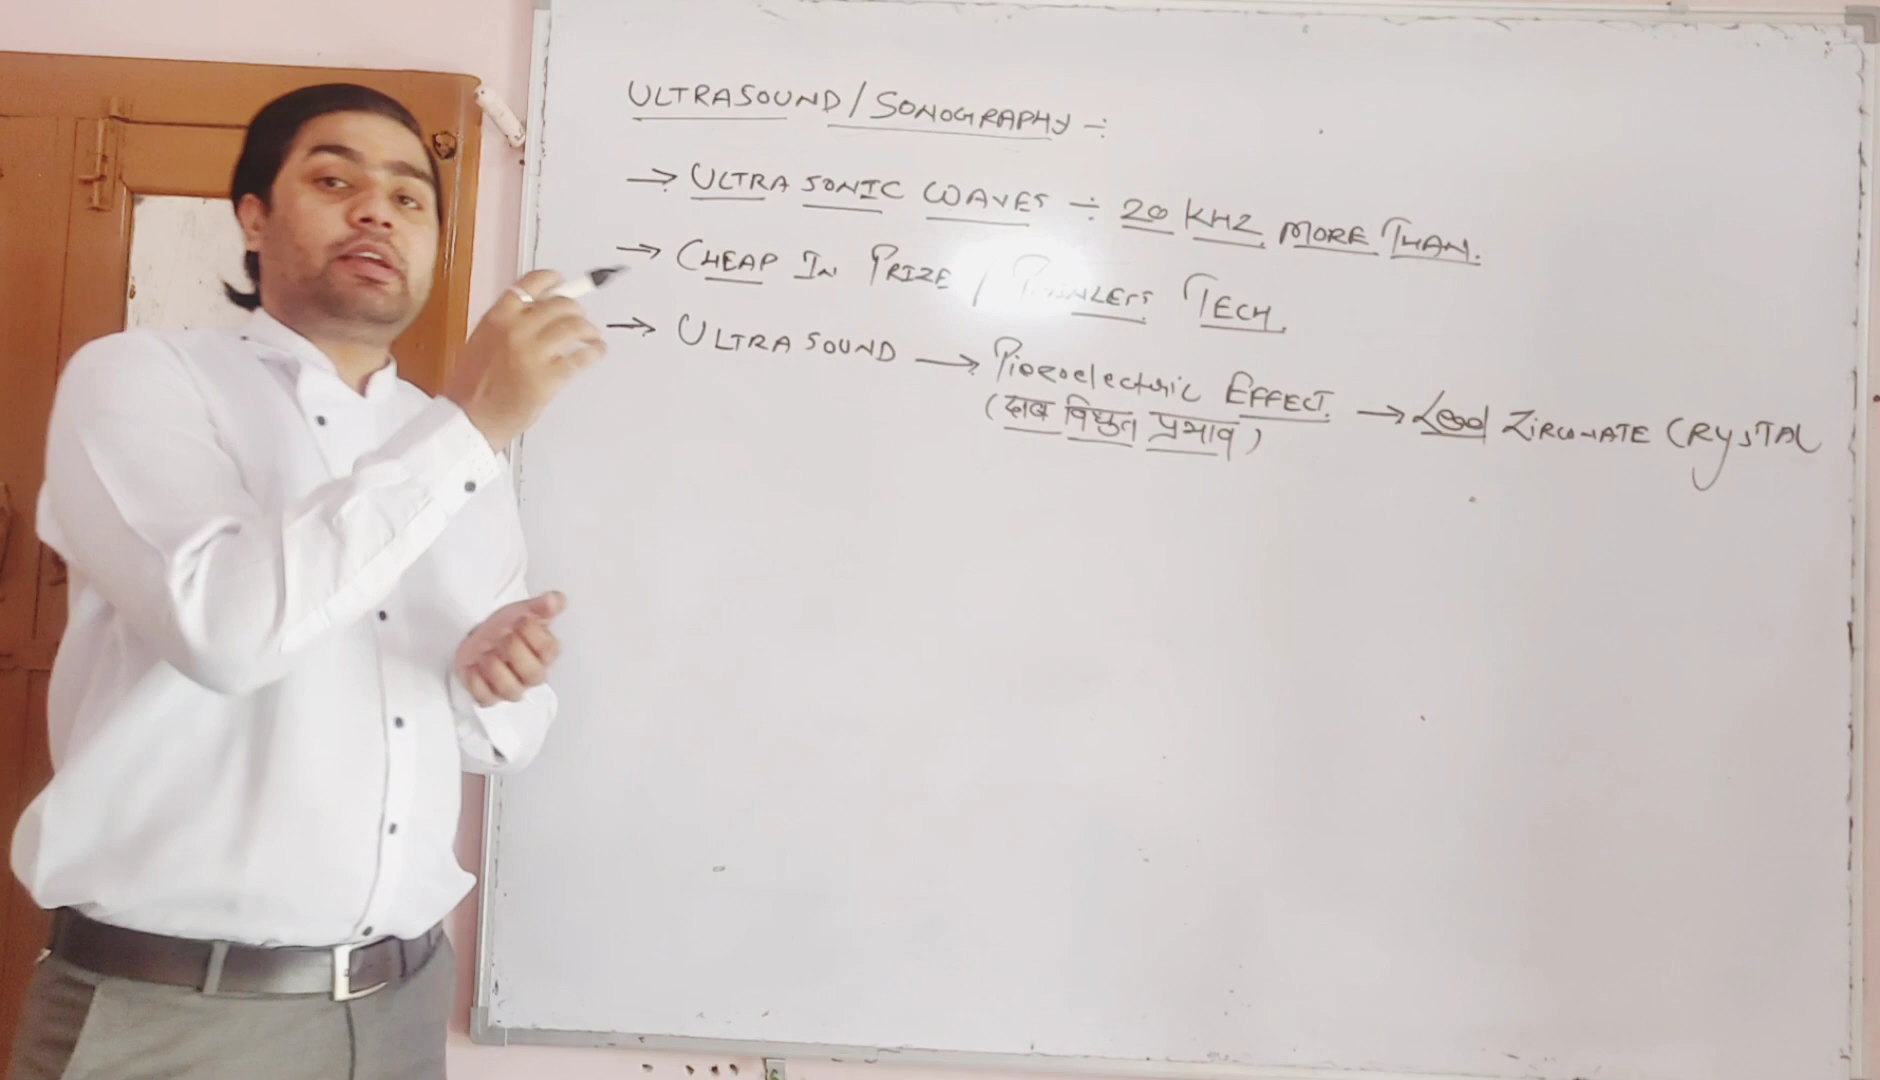 ULTRASOUND / SONOGRAPHY ÷
→ ULTRA SONIC WAVES ÷ 20 KHZ MORE THAN.
→ CHEAP IN PRIZE / PAINLESS TECH.
→ ULTRA SOUND → Piezoelectric EFFECT. → Lead ZIRCONATE CRYSTAL
(दाब विधुत प्रभाव)